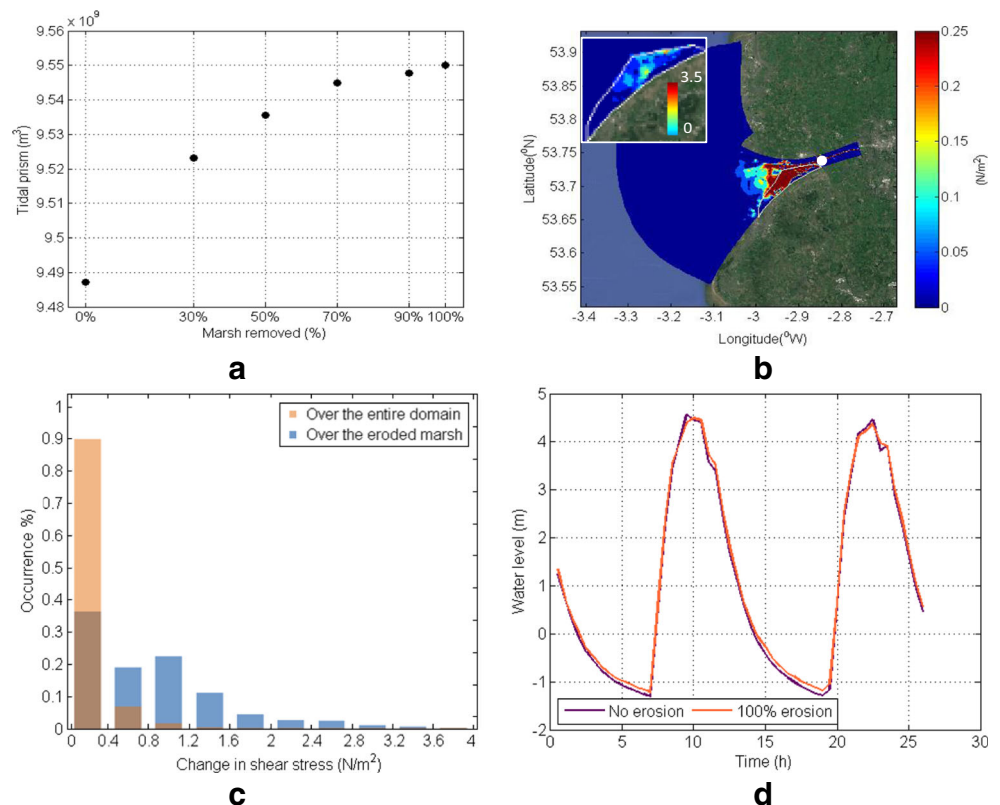 × 10⁹
9.56
9.55
9.54
9.53
9.52
9.51
9.5
9.49
9.48
Tidal prism (m³)
0% 30% 50% 70% 90% 100%
Marsh removed (%)
a
53.9
53.85
53.8
53.75
53.7
53.65
53.6
53.55
Latitude(⁰N)
3.5
0
-3.4 -3.3 -3.2 -3.1 -3 -2.9 -2.8 -2.7
Longitude(⁰W)
0.25
0.2
0.15
0.1
0.05
0
(N/m²)
b
1
0.9
0.8
0.7
0.6
0.5
0.4
0.3
0.2
0.1
0
Occurrence %)
Over the entire domain
Over the eroded marsh
0 0.4 0.8 1.2 1.6 2 2.4 2.8 3.2 3.6 4
Change in shear stress (N/m²)
c
5
4
3
2
1
0
-1
-2
Water level (m)
No erosion 100% erosion
0 5 10 15 20 25 30
Time (h)
d